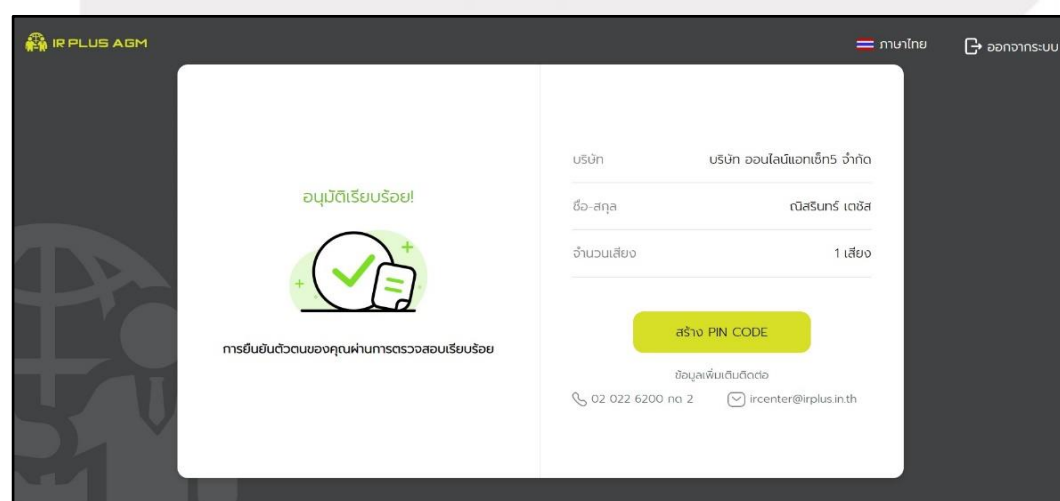 IR PLUS AGM
ภาษาไทย
ออกจากระบบ
อนุมัติเรียบร้อย!
การยืนยันตัวตนของคุณผ่านการตรวจสอบเรียบร้อย
บริษัท บริษัท ออนไลน์แอทเซ็ท5 จำกัด
ชื่อ-สกุล ณิสรินทร์ เตชัส
จำนวนเสียง 1 เสียง
สร้าง PIN CODE
ข้อมูลเพิ่มเติมติดต่อ
02 022 6200 กด 2 ircenter@irplus.in.th